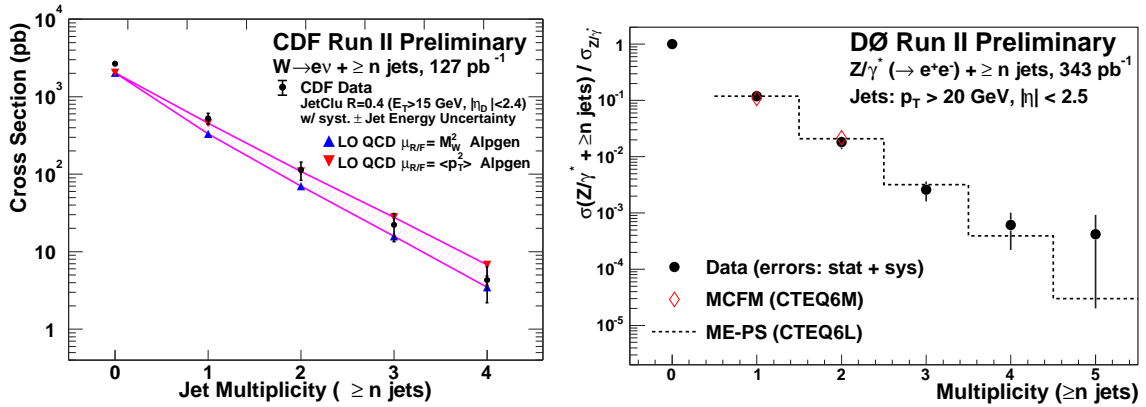 Cross Section (pb)
10⁴
10³
10²
10
1
CDF Run II Preliminary
W→eν + ≥ n jets, 127 pb⁻¹
CDF Data
JetClu R=0.4 (E_T>15 GeV, |η_D|<2.4)
w/ syst. ± Jet Energy Uncertainty
LO QCD μ_R/F = M²_W Alpgen
LO QCD μ_R/F = <p²_T> Alpgen
0 1 2 3 4
Jet Multiplicity ( ≥ n jets)
σ(Z/γ* + ≥n jets) / σ_Z/γ*
1
10⁻¹
10⁻²
10⁻³
10⁻⁴
10⁻⁵
DØ Run II Preliminary
Z/γ* (→ e⁺e⁻) + ≥ n jets, 343 pb⁻¹
Jets: p_T > 20 GeV, |η| < 2.5
Data (errors: stat + sys)
MCFM (CTEQ6M)
ME-PS (CTEQ6L)
0 1 2 3 4 5
Multiplicity (≥n jets)